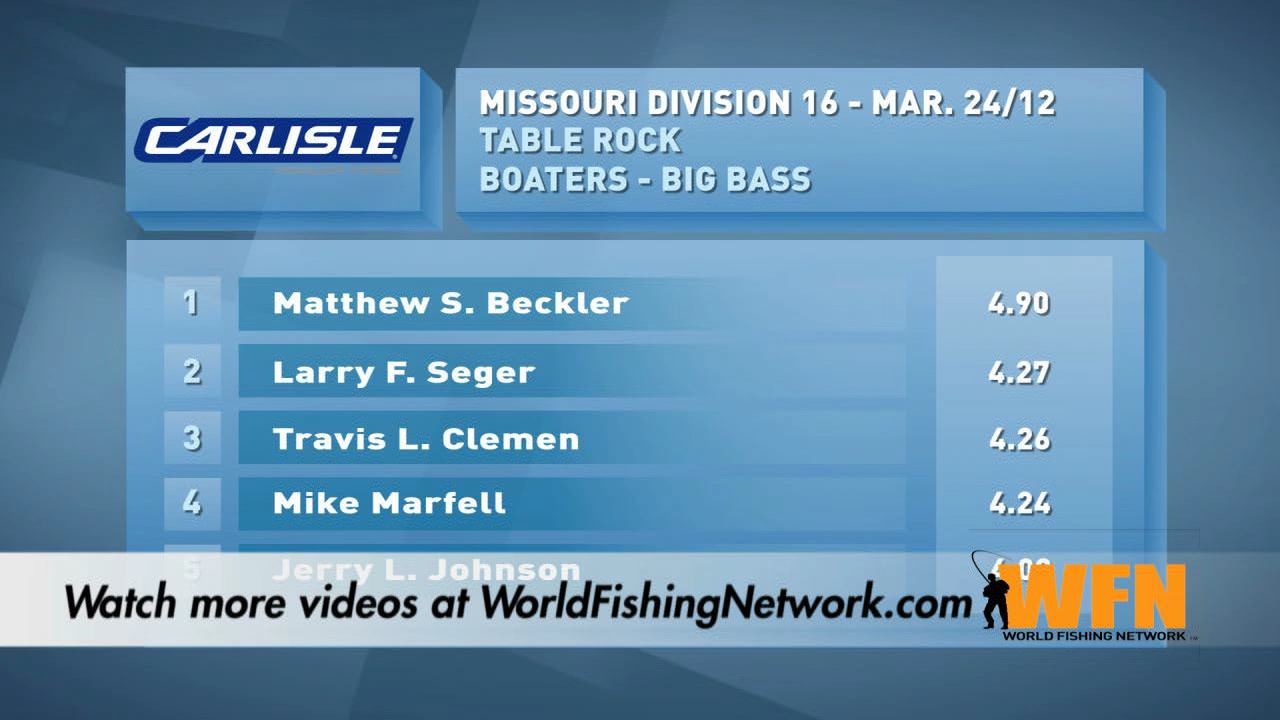 CARLISLE
MISSOURI DIVISION 16 - MAR. 24/12
TABLE ROCK
BOATERS - BIG BASS
1 Matthew S. Beckler 4.90
2 Larry F. Seger 4.27
3 Travis L. Clemen 4.26
4 Mike Marfell 4.24
5 Jerry L. Johnson
Watch more videos at WorldFishingNetwork.com
WFN
WORLD FISHING NETWORK ™